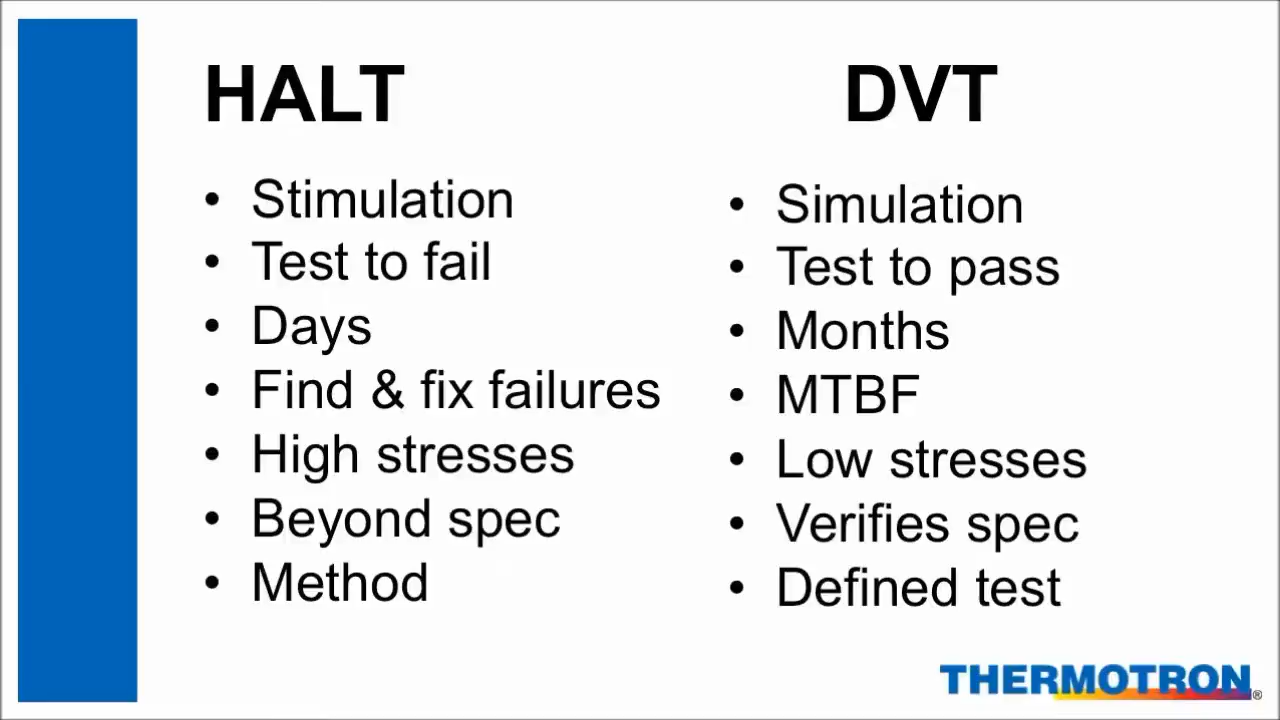 HALT
• Stimulation
• Test to fail
• Days
• Find & fix failures
• High stresses
• Beyond spec
• Method
DVT
• Simulation
• Test to pass
• Months
• MTBF
• Low stresses
• Verifies spec
• Defined test
THERMOTRON®